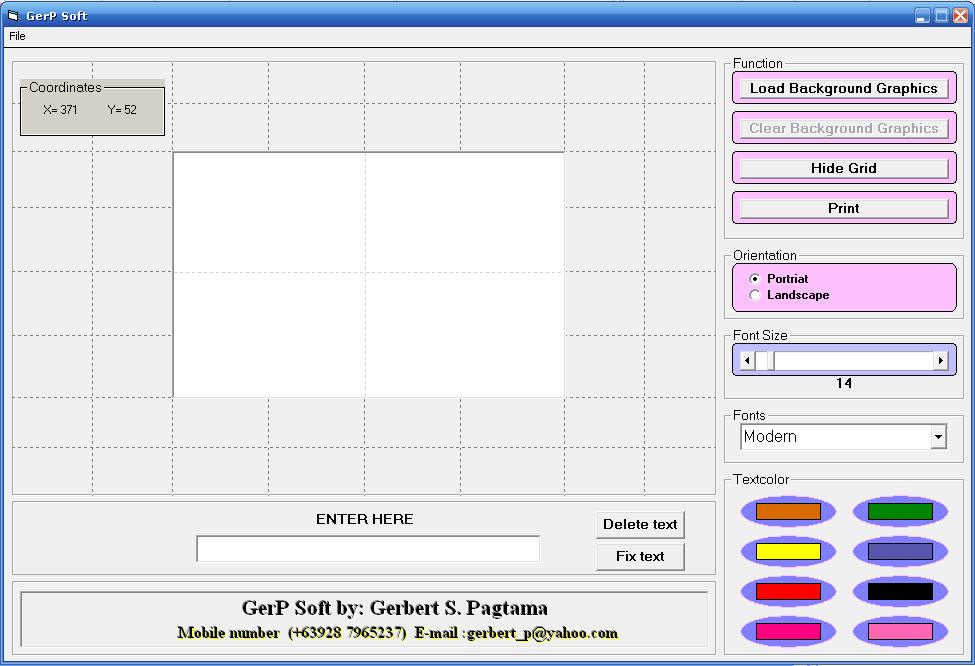 GerP Soft
File
Coordinates
X= 371 Y= 52
Function
Load Background Graphics
Clear Background Graphics
Hide Grid
Print
Orientation
Portriat
Landscape
Font Size
14
Fonts
Modern
Textcolor
ENTER HERE
Delete text
Fix text
GerP Soft by: Gerbert S. Pagtama
Mobile number (+63928 7965237) E-mail :gerbert_p@yahoo.com